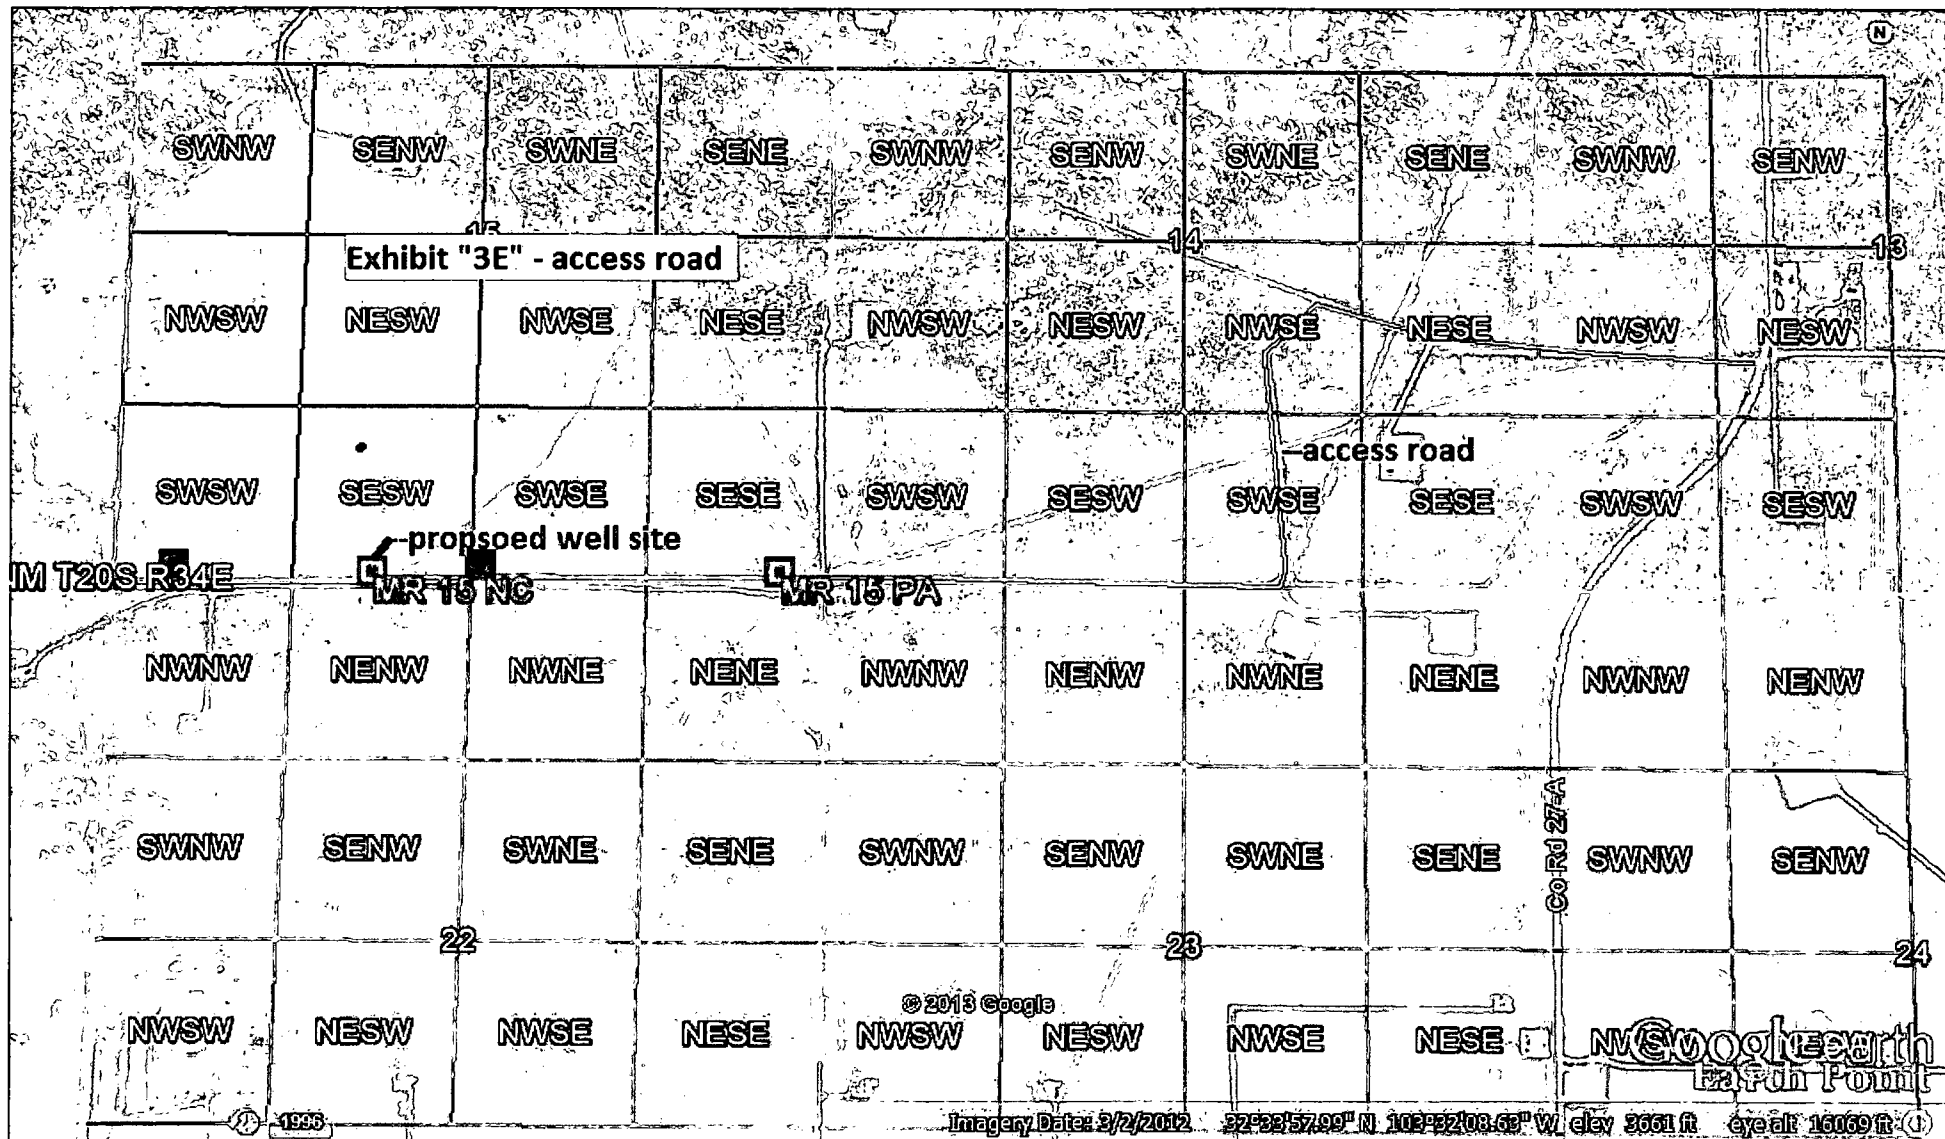 N
SWNW SENW SWNE SENE SWNW SENW SWNE SENE SWNW SENW
15 14 13
Exhibit "3E" - access road
NWSW NESW NWSE NESE NWSW NESW NWSE NESE NWSW NESW
access road
SWSW SESW SWSE SESE SWSW SESW SWSE SESE SWSW SESW
propsoed well site
NM T20S R34E MR 15 NC MR 15 PA
NWNW NENW NWNE NENE NWNW NENW NWNE NENE NWNW NENW
Co Rd 27-A
SWNW SENW SWNE SENE SWNW SENW SWNE SENE SWNW SENW
22 23 24
© 2013 Google
NWSW NESW NWSE NESE NWSW NESW NWSE NESE NWSW NESW
Google earth
Earth Point
1996
Imagery Date: 3/2/2012 32°33'57.99" N 103°32'08.63" W elev 3661 ft eye alt 16069 ft